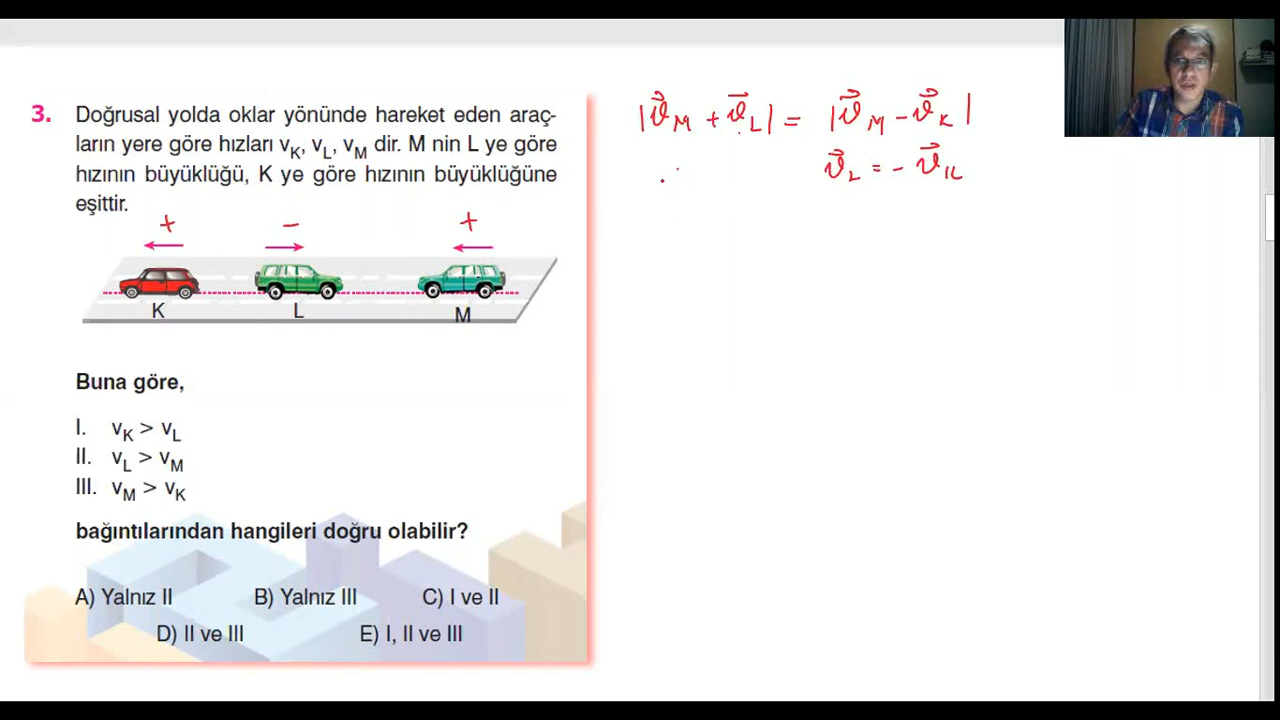 3. Doğrusal yolda oklar yönünde hareket eden araç-
ların yere göre hızları vK, vL, vM dir. M nin L ye göre
hızının büyüklüğü, K ye göre hızının büyüklüğüne
eşittir.
+ - +
K L M
Buna göre,
I. vK > vL
II. vL > vM
III. vM > vK
bağıntılarından hangileri doğru olabilir?
A) Yalnız II B) Yalnız III C) I ve II
D) II ve III E) I, II ve III
|v⃗M + v⃗L| = |v⃗M - v⃗K|
v⃗L = - v⃗K